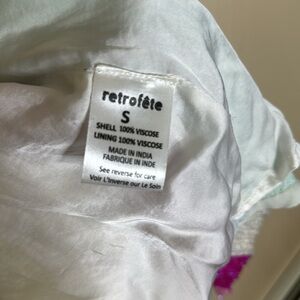 retrofête
S
SHELL 100% VISCOSE
LINING 100% VISCOSE
MADE IN INDIA
FABRIQUE IN INDE
See reverse for care
Voir L'inverse our Le Soin